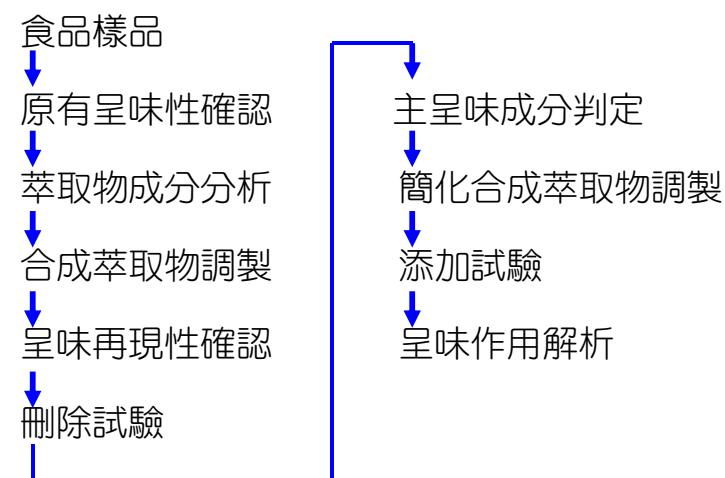 食品樣品
原有呈味性確認
萃取物成分分析
合成萃取物調製
呈味再現性確認
刪除試驗
主呈味成分判定
簡化合成萃取物調製
添加試驗
呈味作用解析